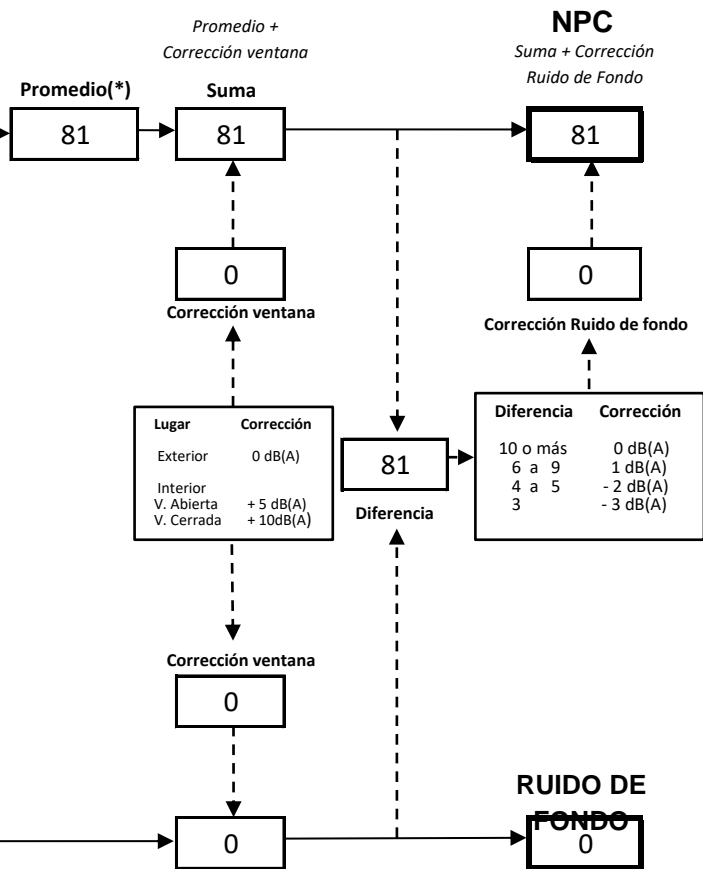 Promedio +
Corrección ventana
NPC
Suma + Corrección
Ruido de Fondo
Promedio(*)
Suma
81
81
81
0
0
Corrección ventana
Corrección Ruido de fondo
Lugar Corrección
Exterior 0 dB(A)
Interior
V. Abierta + 5 dB(A)
V. Cerrada + 10dB(A)
81
Diferencia
Diferencia Corrección
10 o más 0 dB(A)
6 a 9 1 dB(A)
4 a 5 - 2 dB(A)
3 - 3 dB(A)
Corrección ventana
0
RUIDO DE
FONDO
0
0